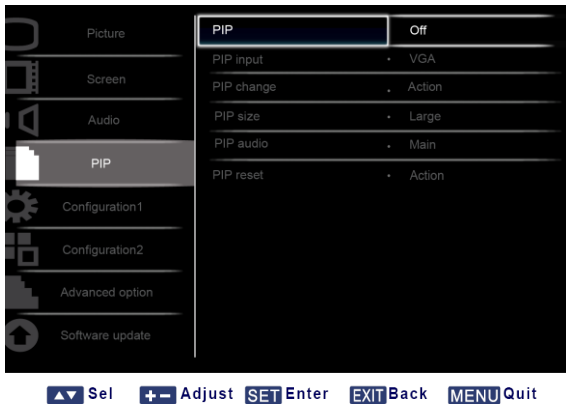 Picture
Screen
Audio
PIP
Configuration1
Configuration2
Advanced option
Software update
PIP Off
PIP input • VGA
PIP change • Action
PIP size • Large
PIP audio • Main
PIP reset • Action
▲▼ Sel + − Adjust SET Enter EXIT Back MENU Quit